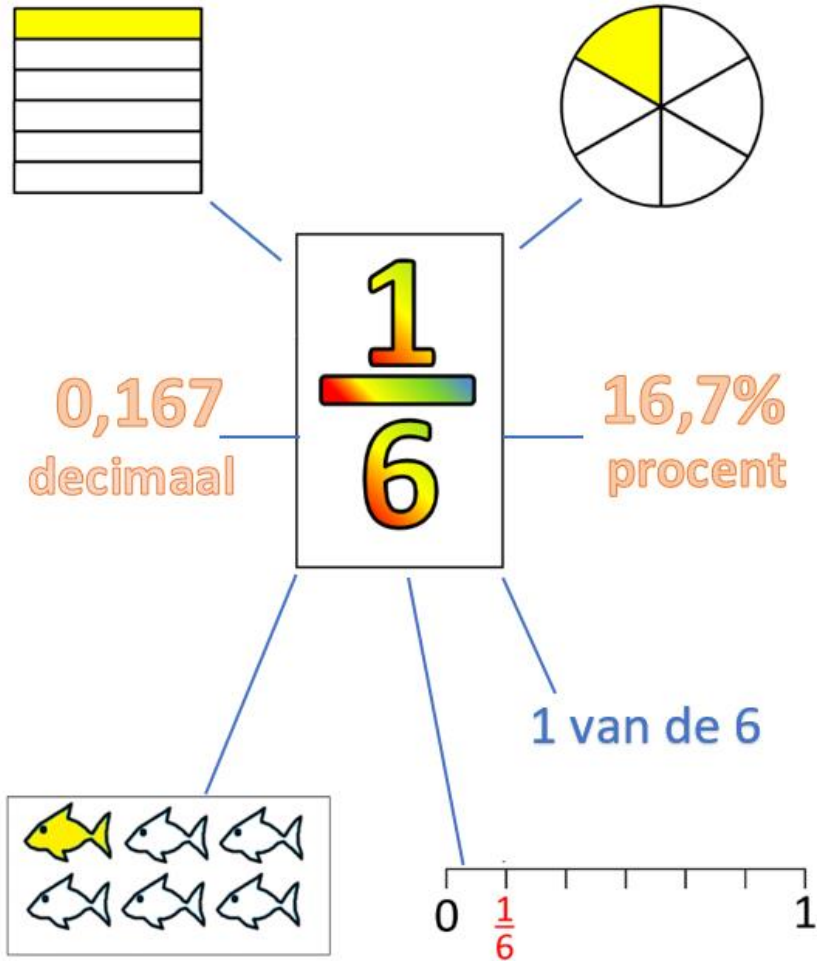 1
6
0,167
decimaal
16,7%
procent
1 van de 6
0 1/6 1